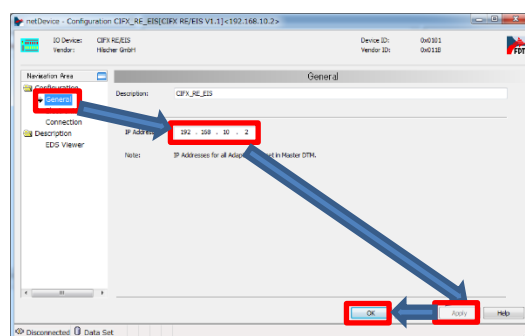 netDevice - Configuration CIFX_RE_EIS[CIFX RE/EIS V1.1]<192.168.10.2>
IO Device: CIFX RE/EIS
Vendor: Hilscher GmbH
Device ID: 0x0101
Vendor ID: 0x011B
FDT
Navigation Area
General
Configuration
General
Connection
Description
EDS Viewer
Description: CIFX_RE_EIS
IP Address: 192 . 168 . 10 . 2
Note: IP Addresses for all Adapters set in Master DTM.
OK
Apply
Help
Disconnected
Data Set